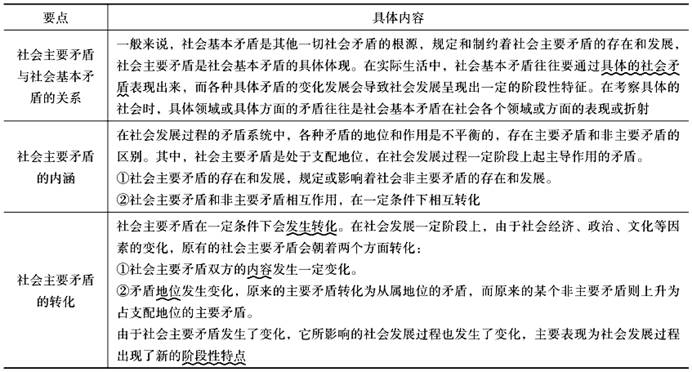 要点 具体内容
社会主要矛盾
与社会基本矛
盾的关系
一般来说，社会基本矛盾是其他一切社会矛盾的根源，规定和制约着社会主要矛盾的存在和发展，
社会主要矛盾是社会基本矛盾的具体体现。在实际生活中，社会基本矛盾往往要通过具体的社会矛
盾表现出来，而各种具体矛盾的变化发展会导致社会发展呈现出一定的阶段性特征。在考察具体的
社会时，具体领域或具体方面的矛盾往往是社会基本矛盾在社会各个领域或方面的表现或折射
社会主要矛盾
的内涵
在社会发展过程的矛盾系统中，各种矛盾的地位和作用是不平衡的，存在主要矛盾和非主要矛盾的
区别。其中，社会主要矛盾是处于支配地位，在社会发展过程一定阶段上起主导作用的矛盾。
①社会主要矛盾的存在和发展，规定或影响着社会非主要矛盾的存在和发展。
②社会主要矛盾和非主要矛盾相互作用，在一定条件下相互转化
社会主要矛盾
的转化
社会主要矛盾在一定条件下会发生转化。在社会发展一定阶段上，由于社会经济、政治、文化等因
素的变化，原有的社会主要矛盾会朝着两个方面转化：
①社会主要矛盾双方的内容发生一定变化。
②矛盾地位发生变化，原来的主要矛盾转化为从属地位的矛盾，而原来的某个非主要矛盾则上升为
占支配地位的主要矛盾。
由于社会主要矛盾发生了变化，它所影响的社会发展过程也发生了变化，主要表现为社会发展过程
出现了新的阶段性特点